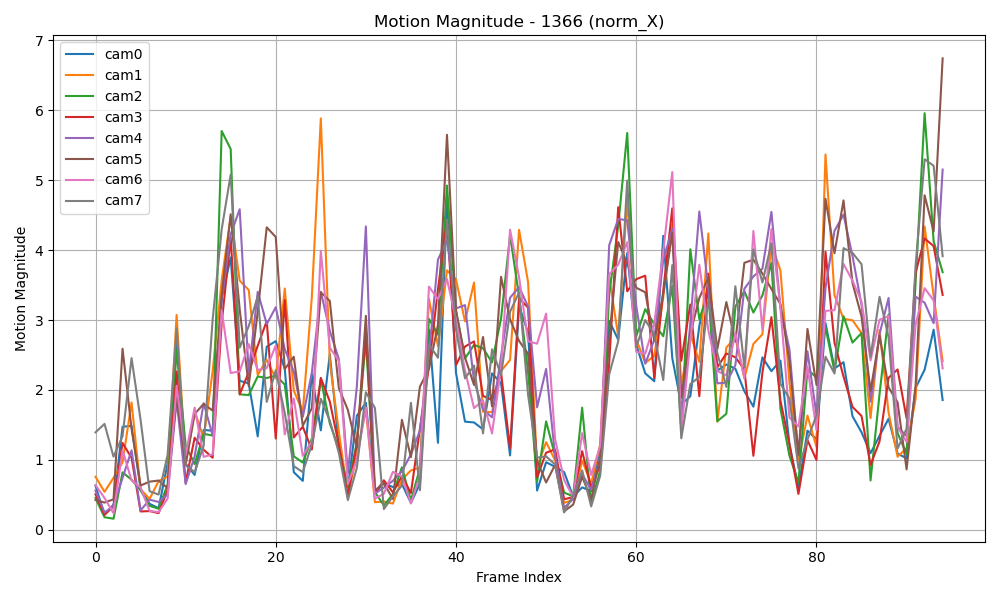 Motion Magnitude - 1366 (norm_X)
7
6
5
4
3
2
1
0
Motion Magnitude
cam0
cam1
cam2
cam3
cam4
cam5
cam6
cam7
0 20 40 60 80
Frame Index